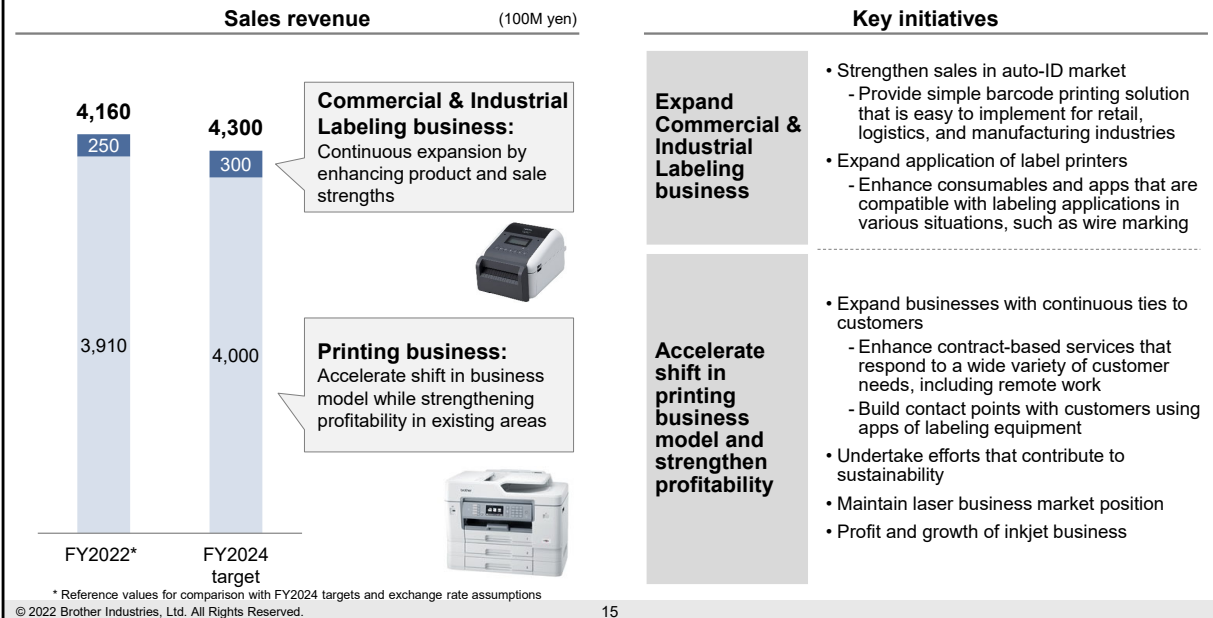 Sales revenue
(100M yen)
4,160
250
3,910
FY2022*
4,300
300
4,000
FY2024
target
Commercial & Industrial
Labeling business:
Continuous expansion by
enhancing product and sale
strengths
Printing business:
Accelerate shift in business
model while strengthening
profitability in existing areas
* Reference values for comparison with FY2024 targets and exchange rate assumptions
Key initiatives
Expand
Commercial &
Industrial
Labeling
business
• Strengthen sales in auto-ID market
- Provide simple barcode printing solution
that is easy to implement for retail,
logistics, and manufacturing industries
• Expand application of label printers
- Enhance consumables and apps that are
compatible with labeling applications in
various situations, such as wire marking
Accelerate
shift in
printing
business
model and
strengthen
profitability
• Expand businesses with continuous ties to
customers
- Enhance contract-based services that
respond to a wide variety of customer
needs, including remote work
- Build contact points with customers using
apps of labeling equipment
• Undertake efforts that contribute to
sustainability
• Maintain laser business market position
• Profit and growth of inkjet business
© 2022 Brother Industries, Ltd. All Rights Reserved.
15